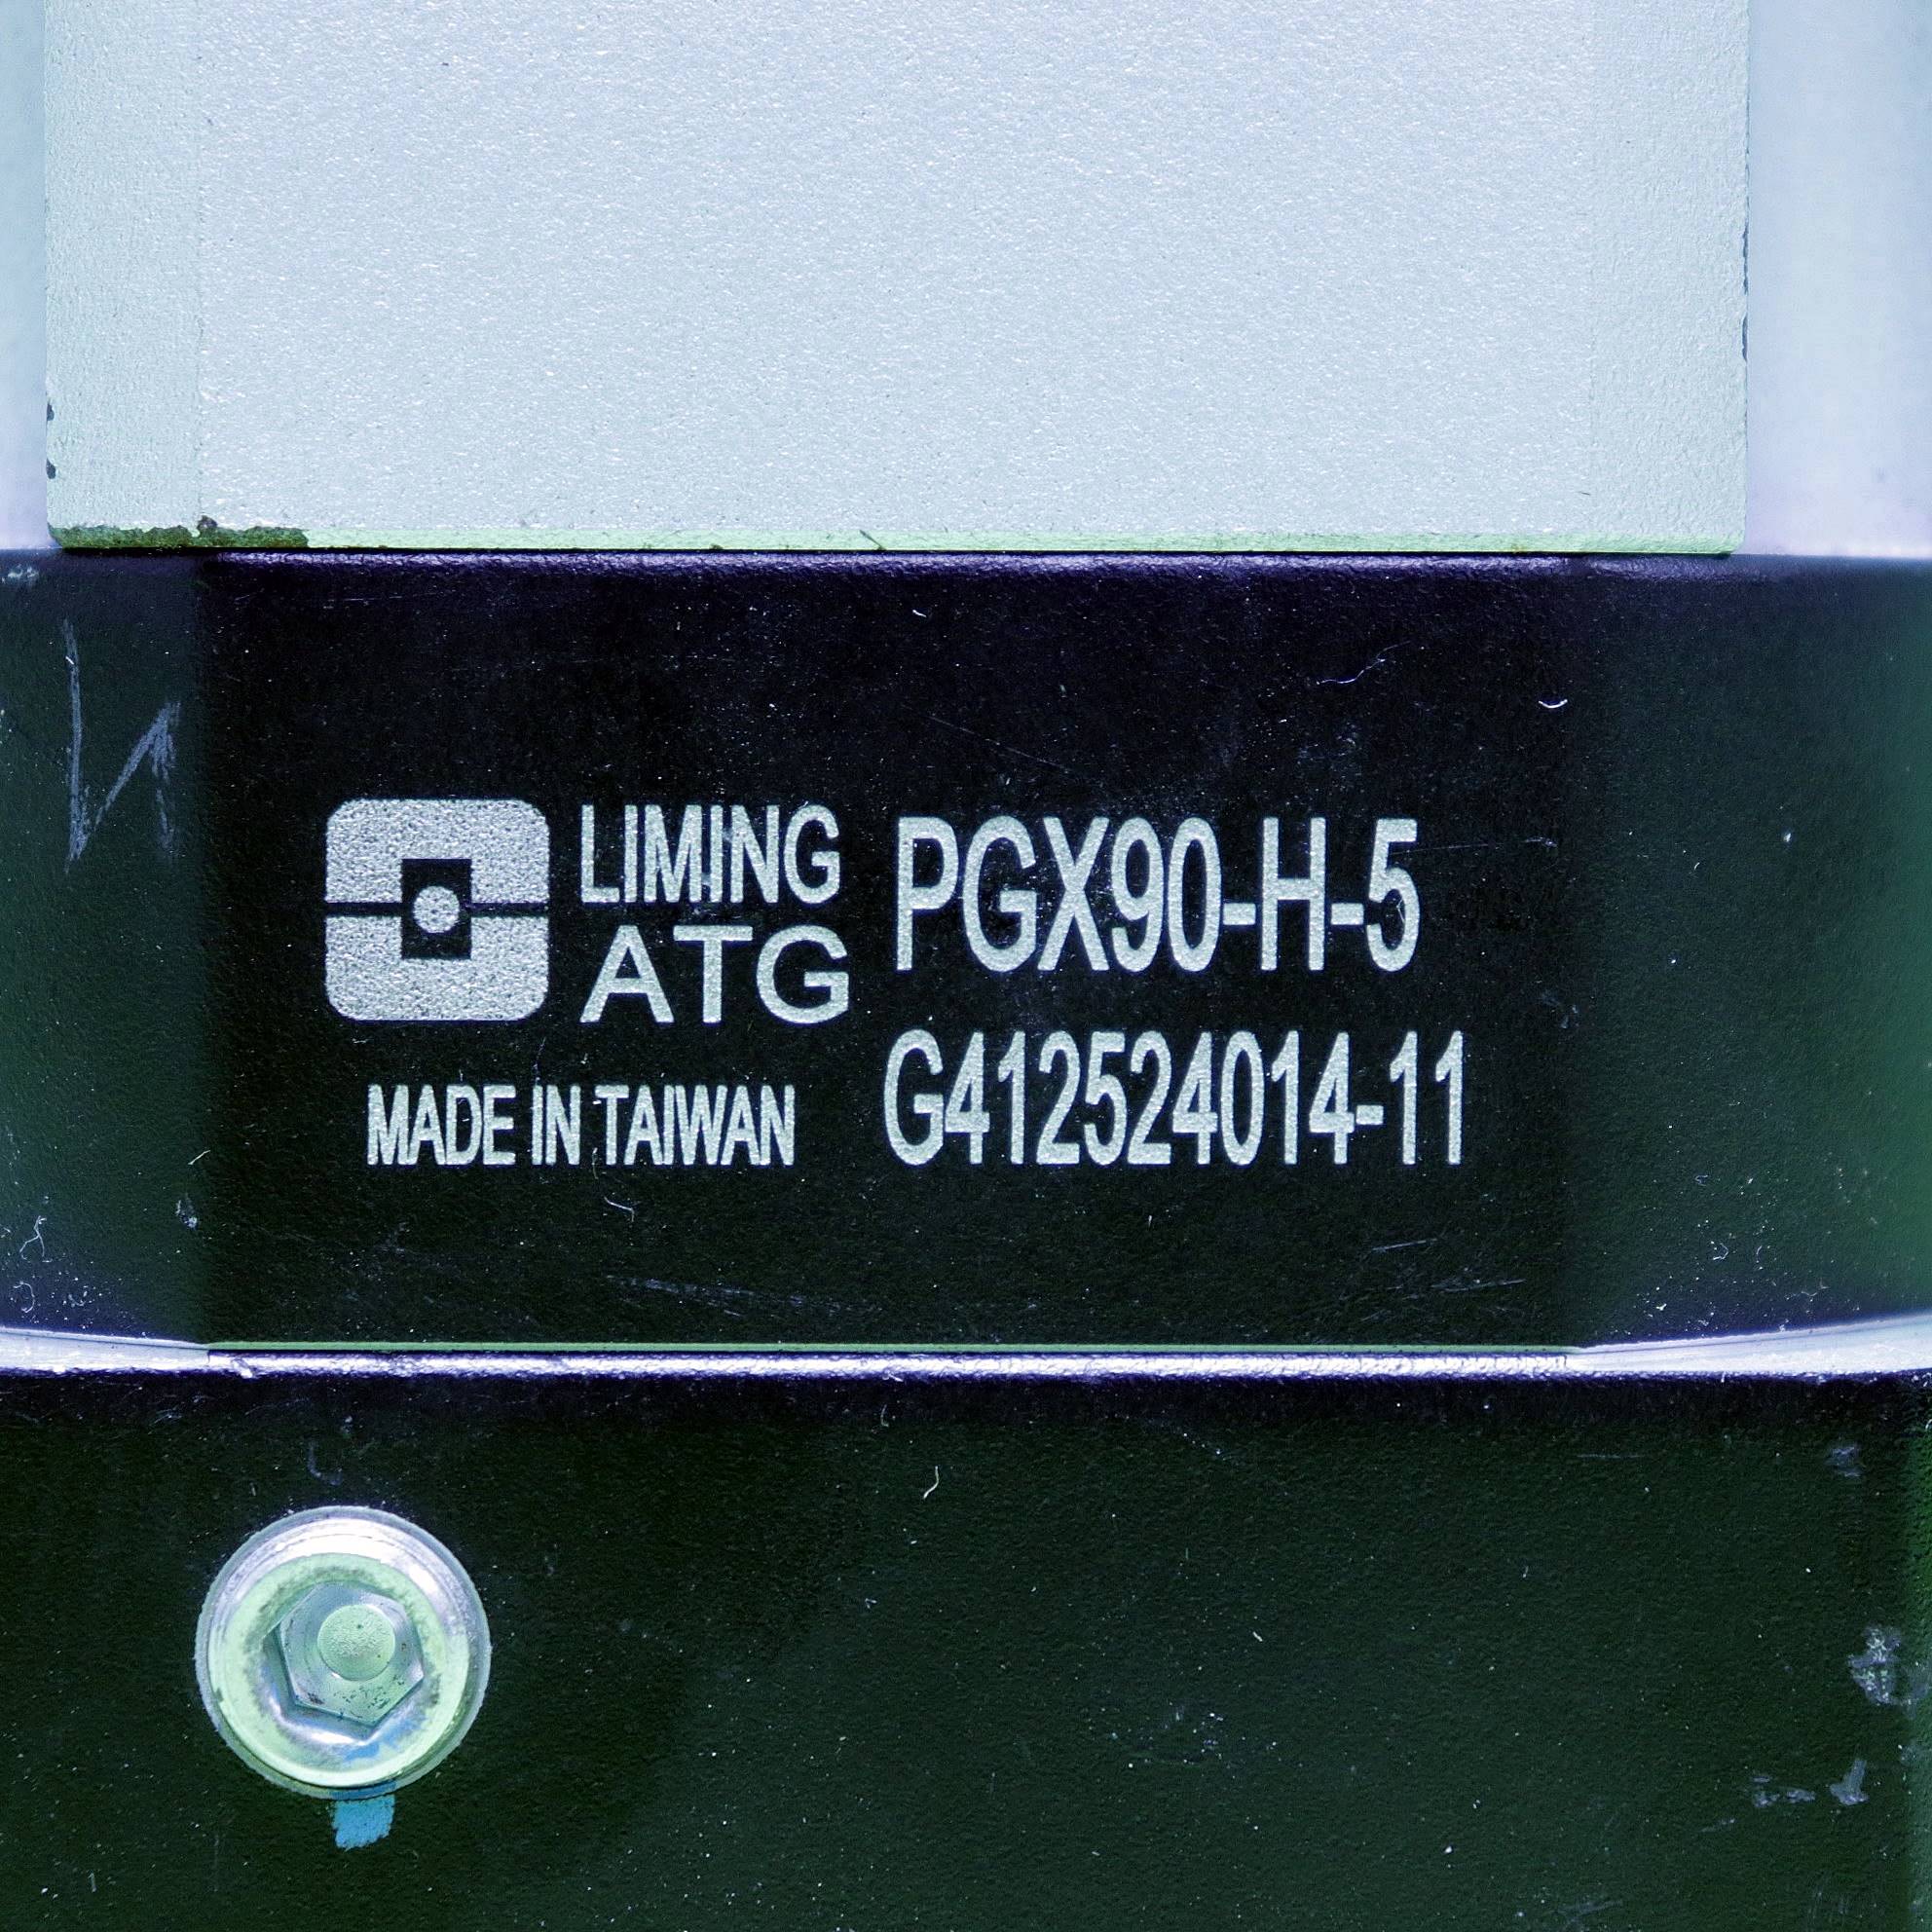 LIMING
ATG
MADE IN TAIWAN
PGX90-H-5
G412524014-11